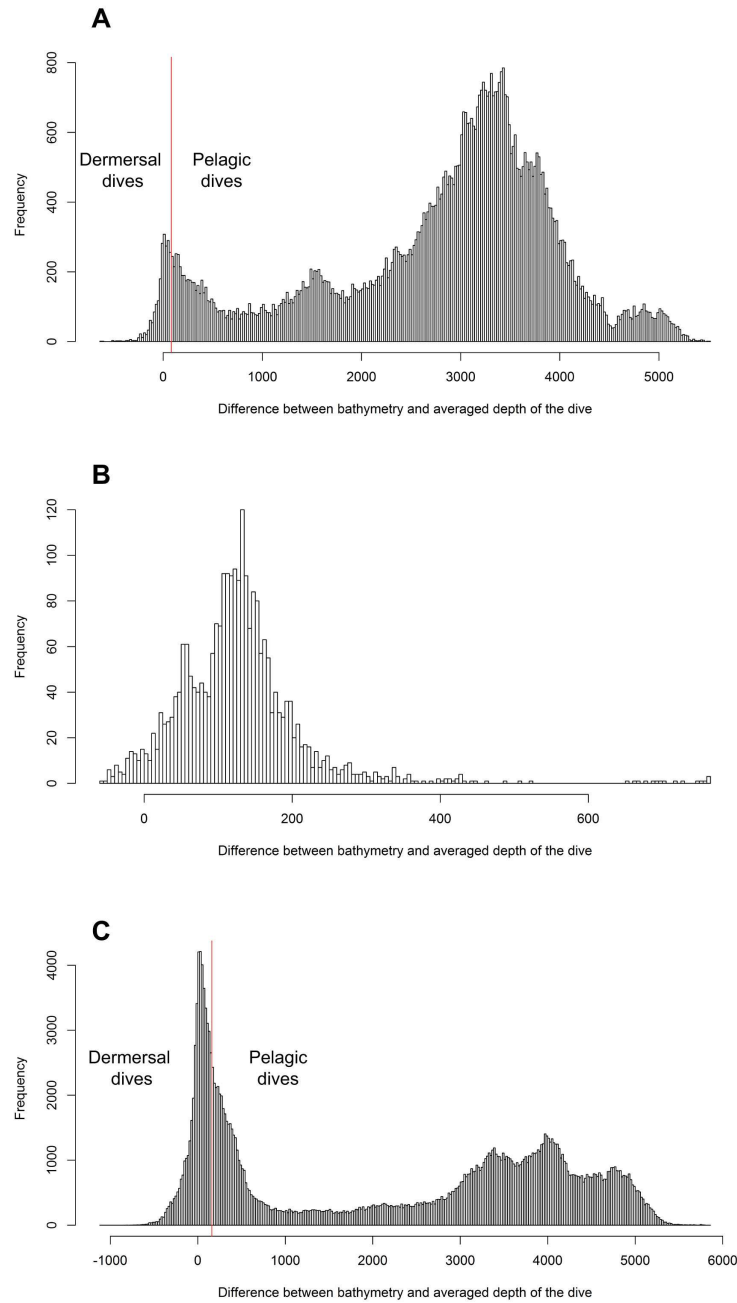 A
800
600
400
200
0
Frequency
Dermersal
dives
Pelagic
dives
0 1000 2000 3000 4000 5000
Difference between bathymetry and averaged depth of the dive
B
120
100
80
60
40
20
0
Frequency
0 200 400 600
Difference between bathymetry and averaged depth of the dive
C
4000
3000
2000
1000
0
Frequency
Dermersal
dives
Pelagic
dives
-1000 0 1000 2000 3000 4000 5000 6000
Difference between bathymetry and averaged depth of the dive